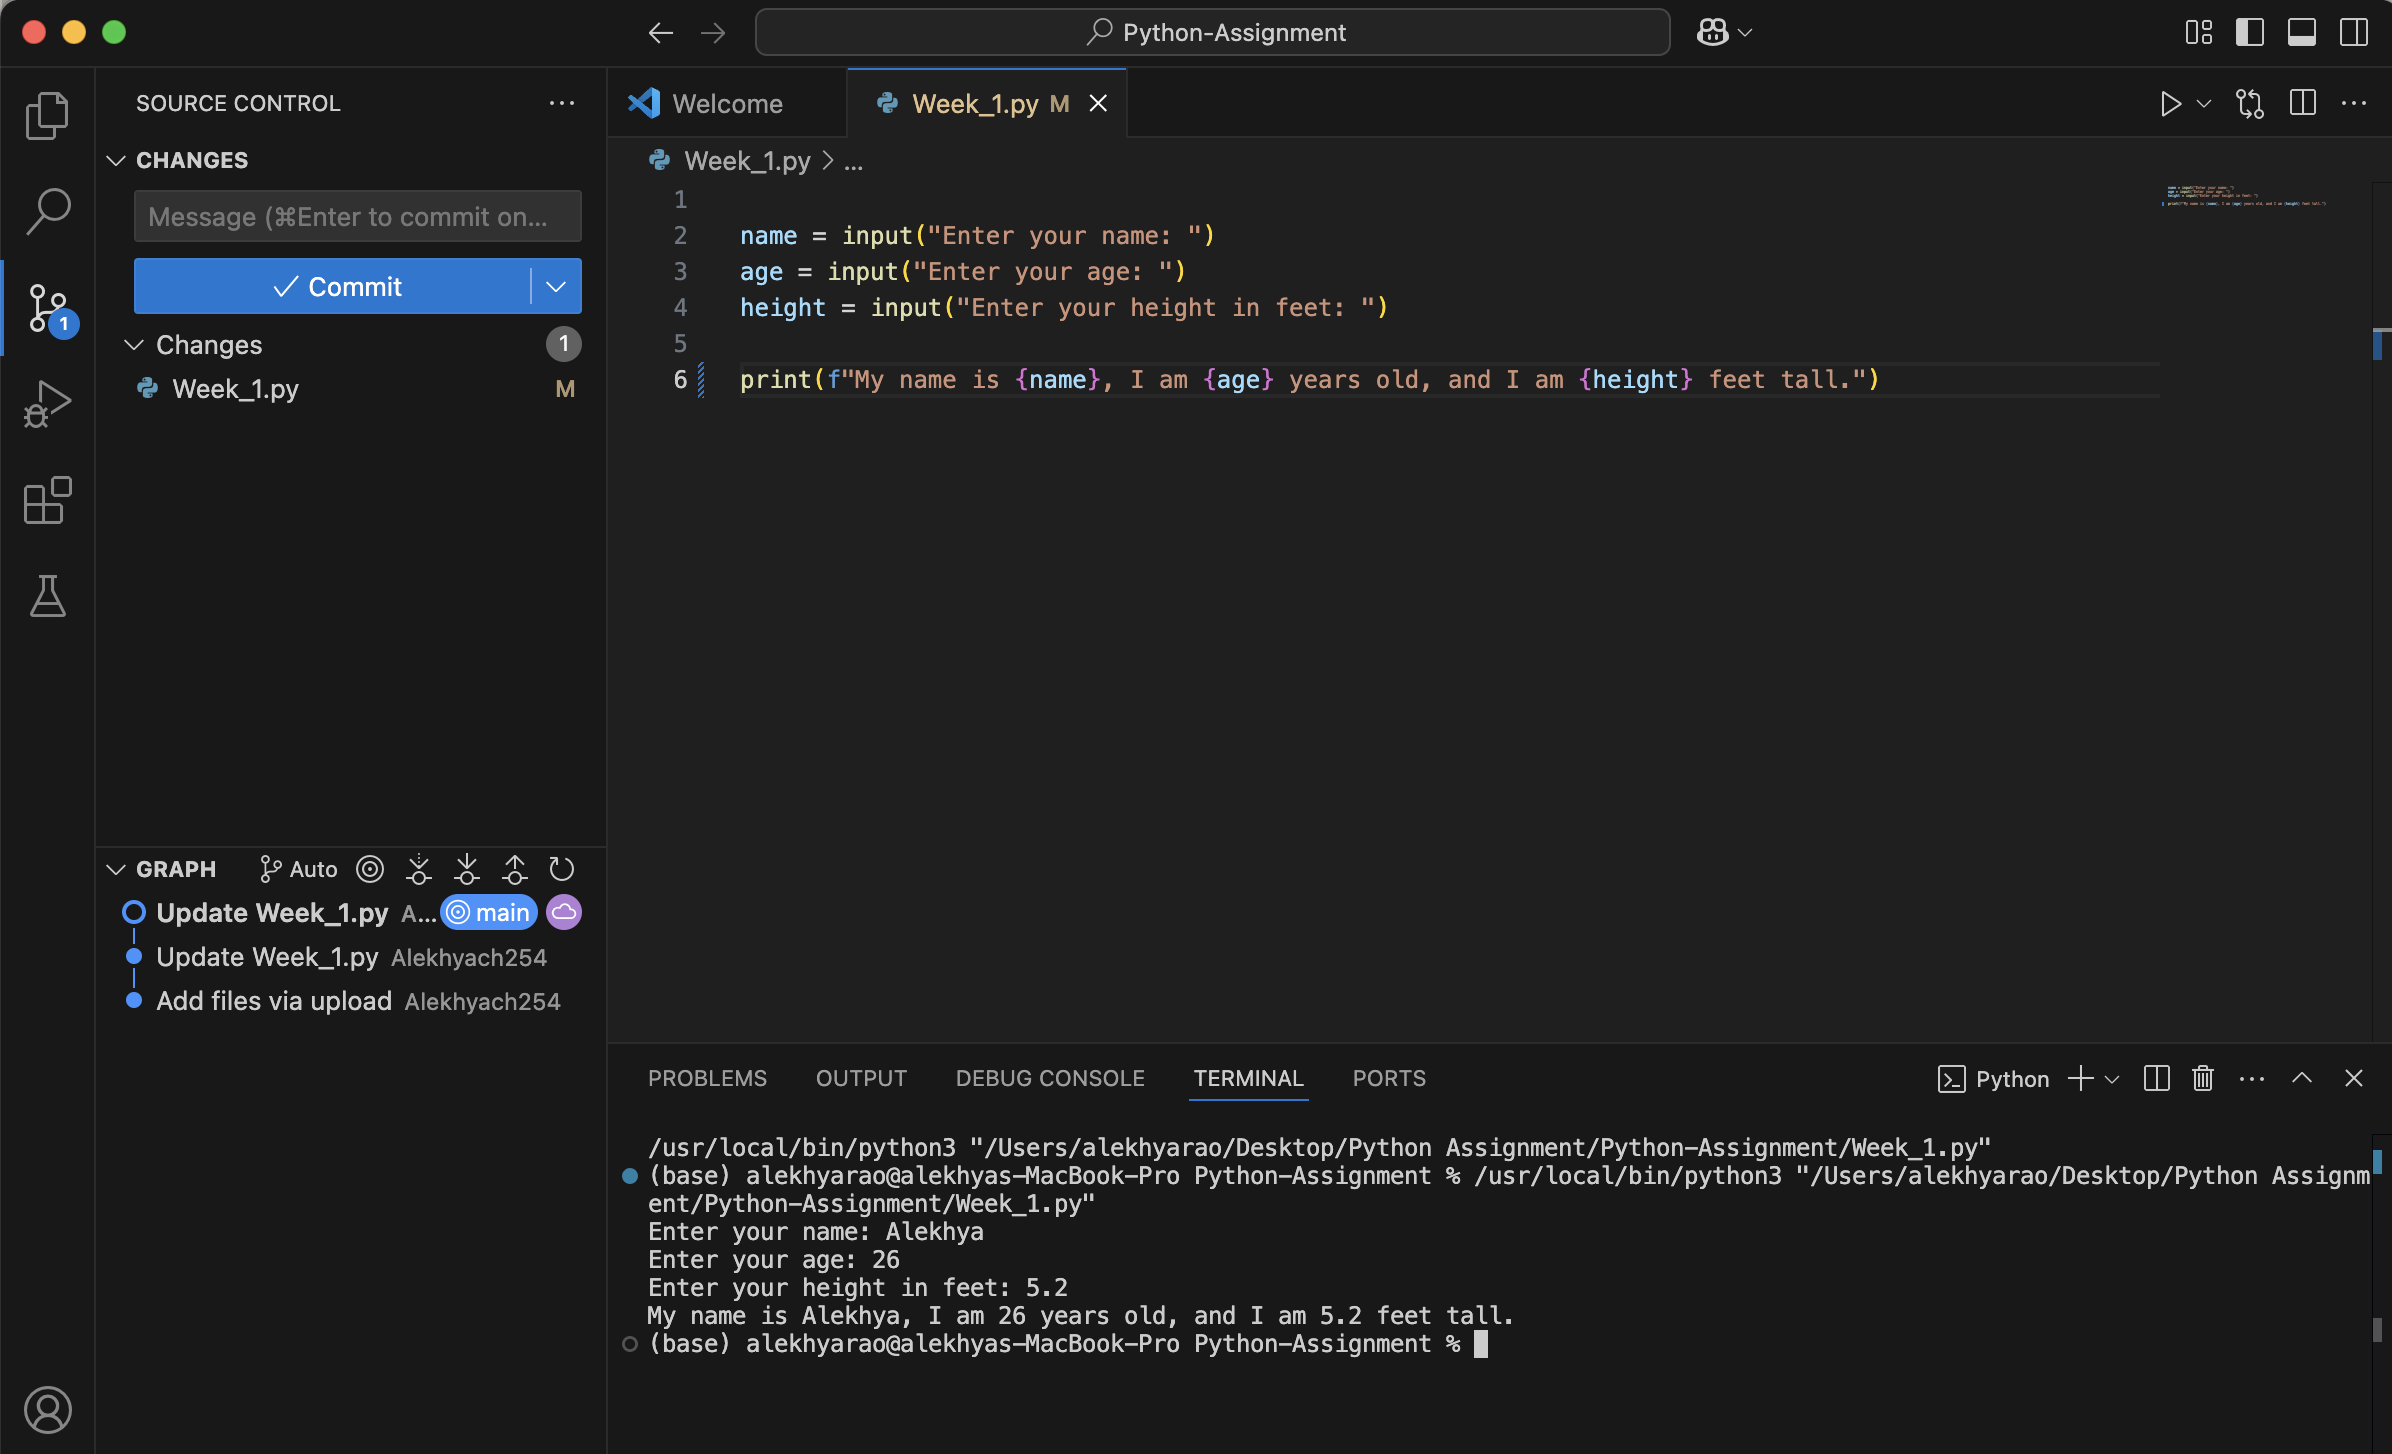 Python-Assignment
SOURCE CONTROL
CHANGES
Message (⌘Enter to commit on...
Commit
Changes 1
Week_1.py M
1
GRAPH Auto
Update Week_1.py A... main
Update Week_1.py Alekhyach254
Add files via upload Alekhyach254
Welcome
Week_1.py M
Week_1.py > ...
1
2 name = input("Enter your name: ")
3 age = input("Enter your age: ")
4 height = input("Enter your height in feet: ")
5
6 print(f"My name is {name}, I am {age} years old, and I am {height} feet tall.")
PROBLEMS OUTPUT DEBUG CONSOLE TERMINAL PORTS
Python
/usr/local/bin/python3 "/Users/alekhyarao/Desktop/Python Assignment/Python-Assignment/Week_1.py"
(base) alekhyarao@alekhyas-MacBook-Pro Python-Assignment % /usr/local/bin/python3 "/Users/alekhyarao/Desktop/Python Assignm
ent/Python-Assignment/Week_1.py"
Enter your name: Alekhya
Enter your age: 26
Enter your height in feet: 5.2
My name is Alekhya, I am 26 years old, and I am 5.2 feet tall.
(base) alekhyarao@alekhyas-MacBook-Pro Python-Assignment %